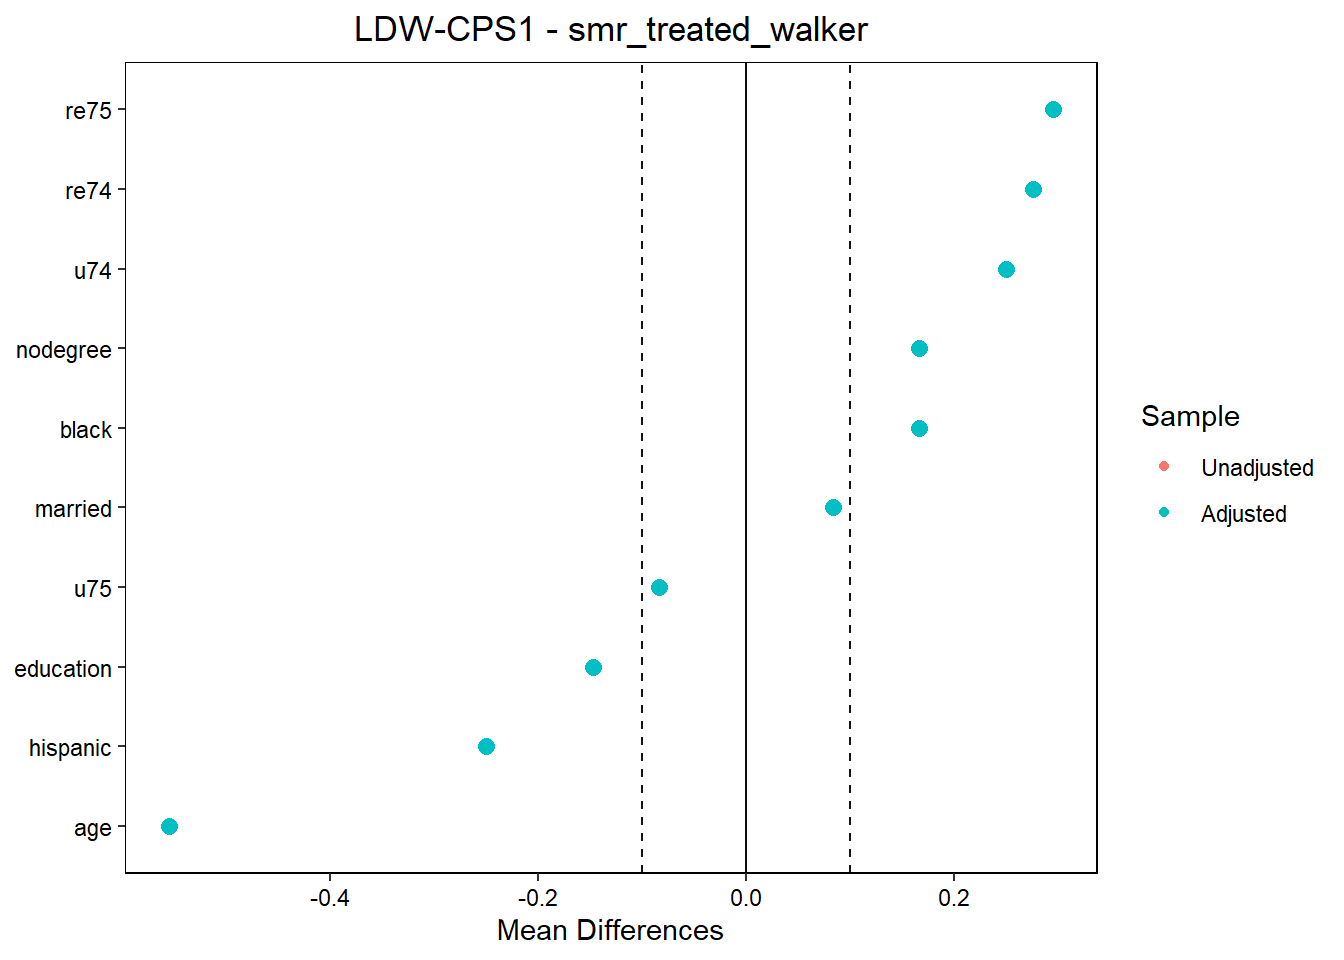 LDW-CPS1 - smr_treated_walker
re75
re74
u74
nodegree
black
married
u75
education
hispanic
age
-0.4
-0.2
0.0
0.2
Mean Differences
Sample
Unadjusted
Adjusted